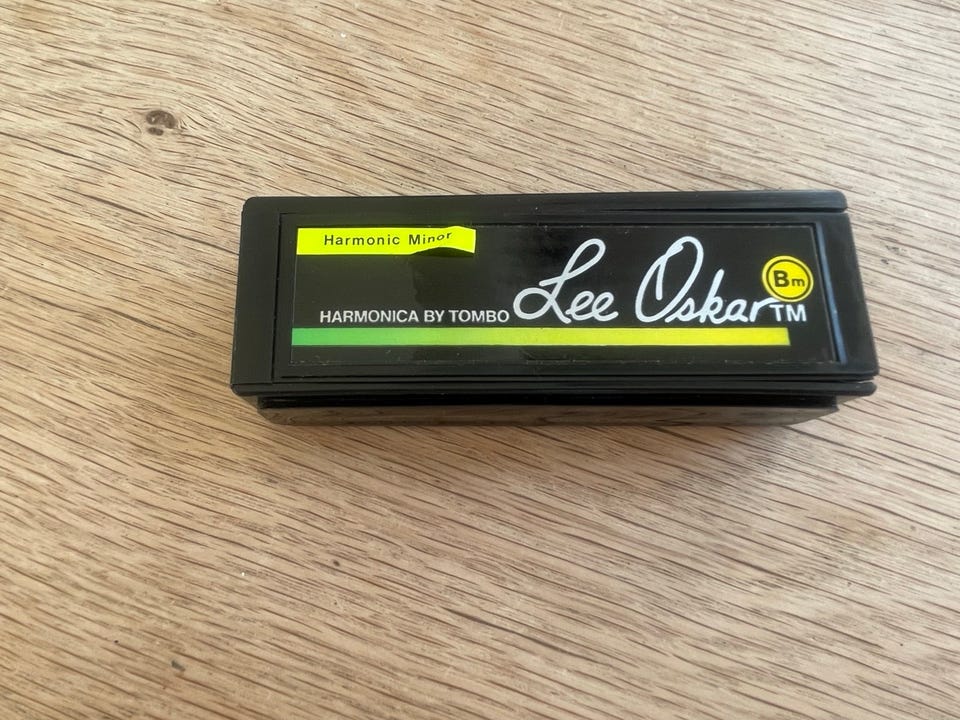 Harmonic Minor
Bm
HARMONICA BY TOMBO Lee Oskar TM